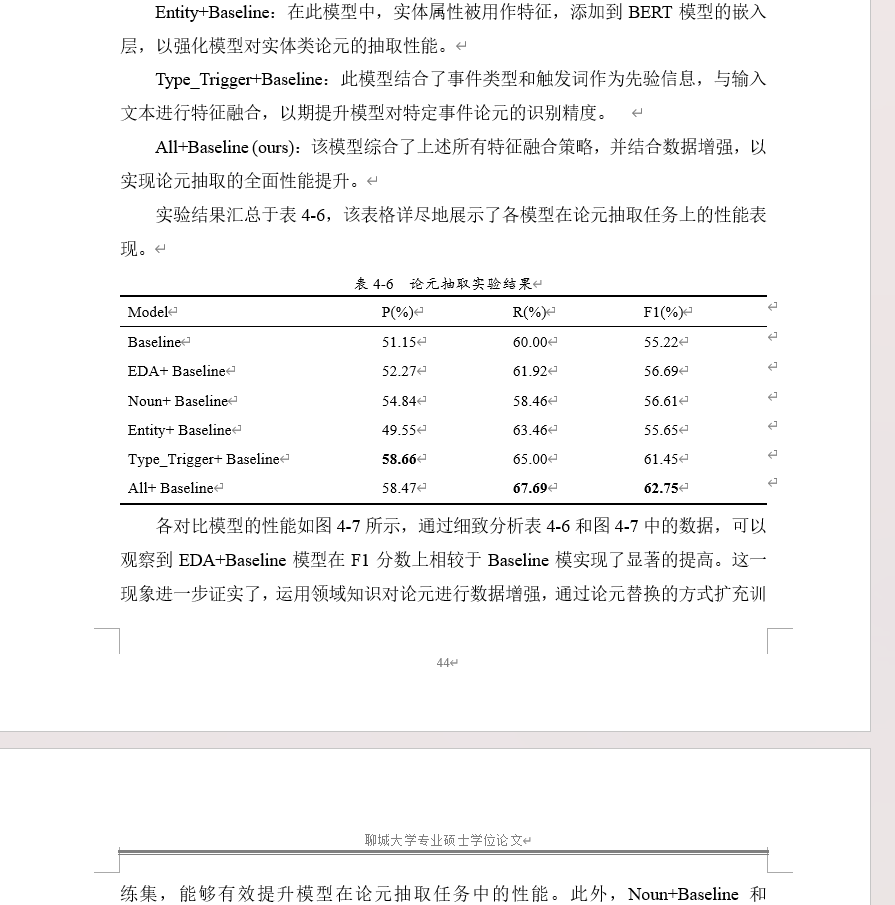 Entity+Baseline：在此模型中，实体属性被用作特征，添加到 BERT 模型的嵌入
层，以强化模型对实体类论元的抽取性能。
Type_Trigger+Baseline：此模型结合了事件类型和触发词作为先验信息，与输入
文本进行特征融合，以期提升模型对特定事件论元的识别精度。
All+Baseline (ours)：该模型综合了上述所有特征融合策略，并结合数据增强，以
实现论元抽取的全面性能提升。
实验结果汇总于表 4-6，该表格详尽地展示了各模型在论元抽取任务上的性能表
现。
表 4-6 论元抽取实验结果
Model P(%) R(%) F1(%)
Baseline 51.15 60.00 55.22
EDA+ Baseline 52.27 61.92 56.69
Noun+ Baseline 54.84 58.46 56.61
Entity+ Baseline 49.55 63.46 55.65
Type_Trigger+ Baseline 58.66 65.00 61.45
All+ Baseline 58.47 67.69 62.75
各对比模型的性能如图 4-7 所示，通过细致分析表 4-6 和图 4-7 中的数据，可以
观察到 EDA+Baseline 模型在 F1 分数上相较于 Baseline 模实现了显著的提高。这一
现象进一步证实了，运用领域知识对论元进行数据增强，通过论元替换的方式扩充训
44
聊城大学专业硕士学位论文
练集，能够有效提升模型在论元抽取任务中的性能。此外，Noun+Baseline 和